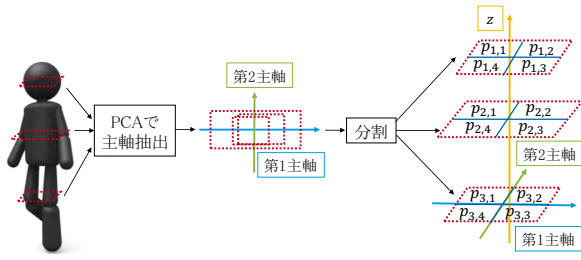 PCAで
主軸抽出
第2主軸
第1主軸
分割
z
p1,1
p1,2
p1,4
p1,3
p2,1
p2,2
p2,4
p2,3
第2主軸
p3,1
p3,2
p3,4
p3,3
第1主軸